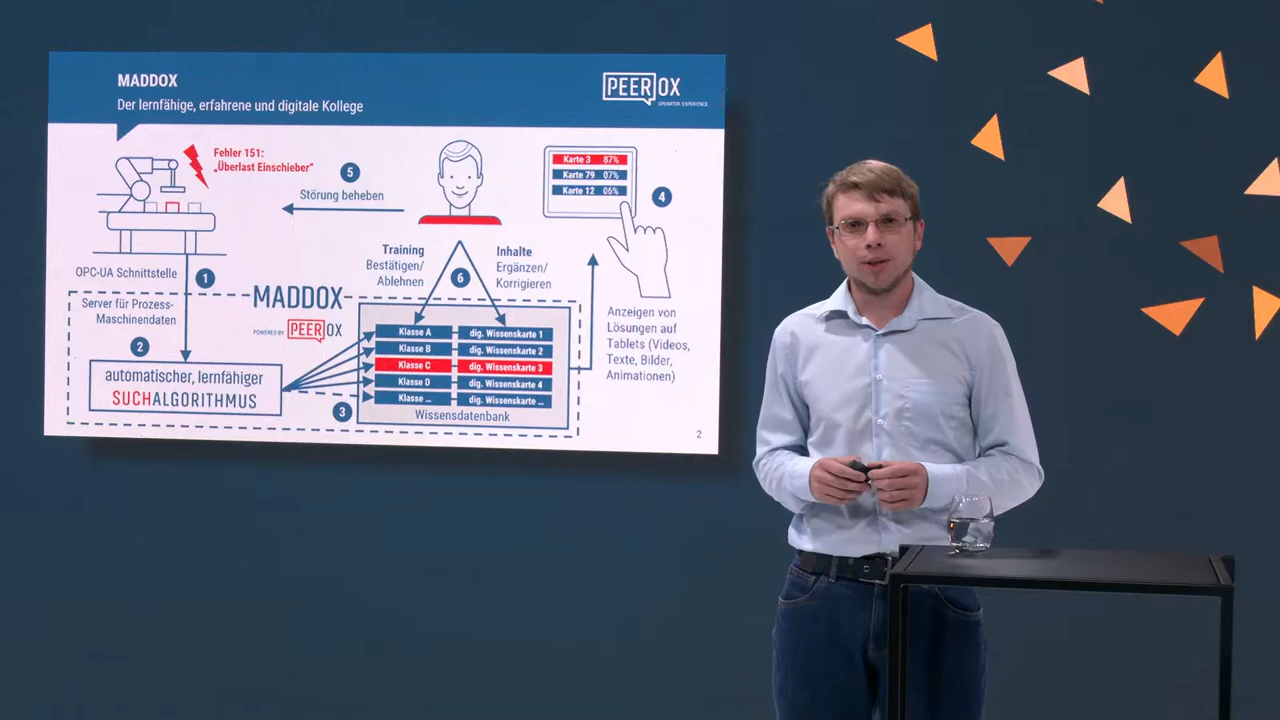 MADDOX
Der lernfähige, erfahrene und digitale Kollege
PEEROX
OPERATOR. EXPERIENCE.
Fehler 151:
„Überlast Einschieber“
5
Störung beheben
Karte 3 87%
Karte 79 07%
Karte 12 06%
4
OPC-UA Schnittstelle
1
Server für Prozess-
Maschinendaten
2
automatischer, lernfähiger
SUCHALGORITHMUS
MADDOX
POWERED BY PEEROX
3
Training
Bestätigen/
Ablehnen
6
Inhalte
Ergänzen/
Korrigieren
Klasse A dig. Wissenskarte 1
Klasse B dig. Wissenskarte 2
Klasse C dig. Wissenskarte 3
Klasse D dig. Wissenskarte 4
Klasse ... dig. Wissenskarte ...
Wissensdatenbank
Anzeigen von
Lösungen auf
Tablets (Videos,
Texte, Bilder,
Animationen)
2